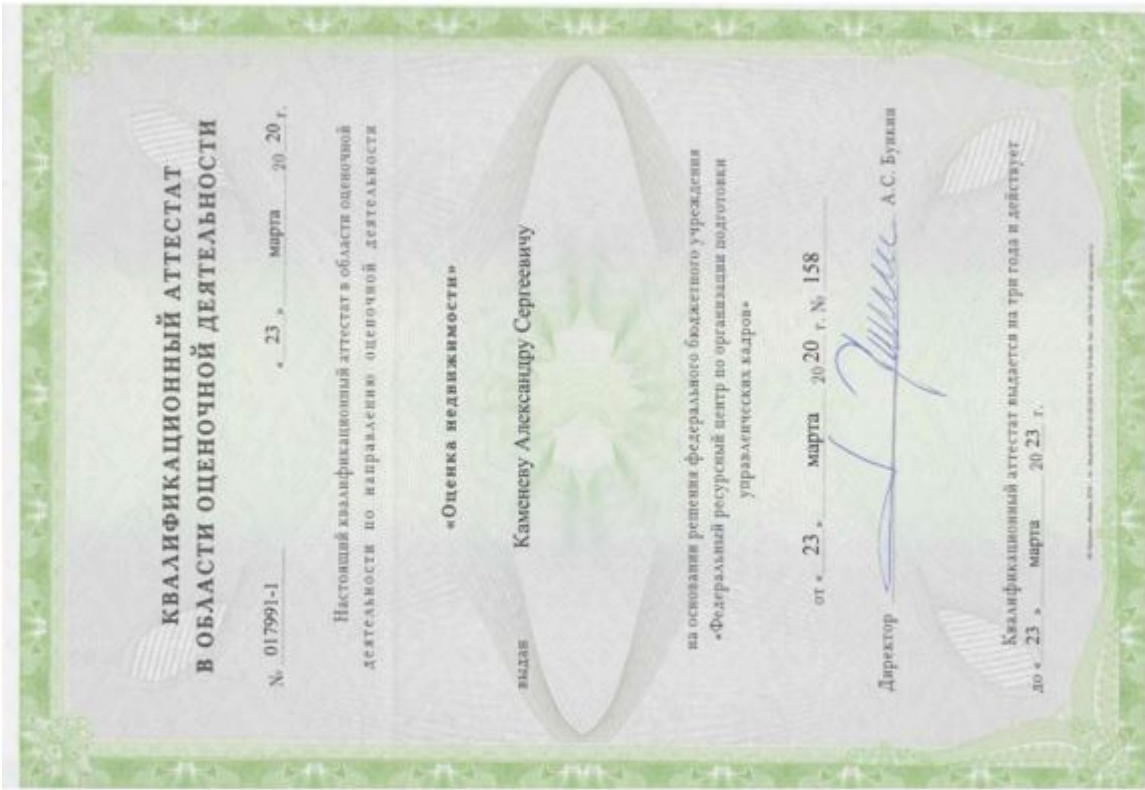 КВАЛИФИКАЦИОННЫЙ АТТЕСТАТ
В ОБЛАСТИ ОЦЕНОЧНОЙ ДЕЯТЕЛЬНОСТИ
№ 017991-1 « 23 » марта 20 20 г.
Настоящий квалификационный аттестат в области оценочной
деятельности по направлению оценочной деятельности
«Оценка недвижимости»
выдан Каменеву Александру Сергеевичу
на основании решения федерального бюджетного учреждения
«Федеральный ресурсный центр по организации подготовки
управленческих кадров»
от « 23 » марта 20 20 г. № 158
Директор А.С. Бункин
Квалификационный аттестат выдается на три года и действует
до « 23 » марта 20 23 г.